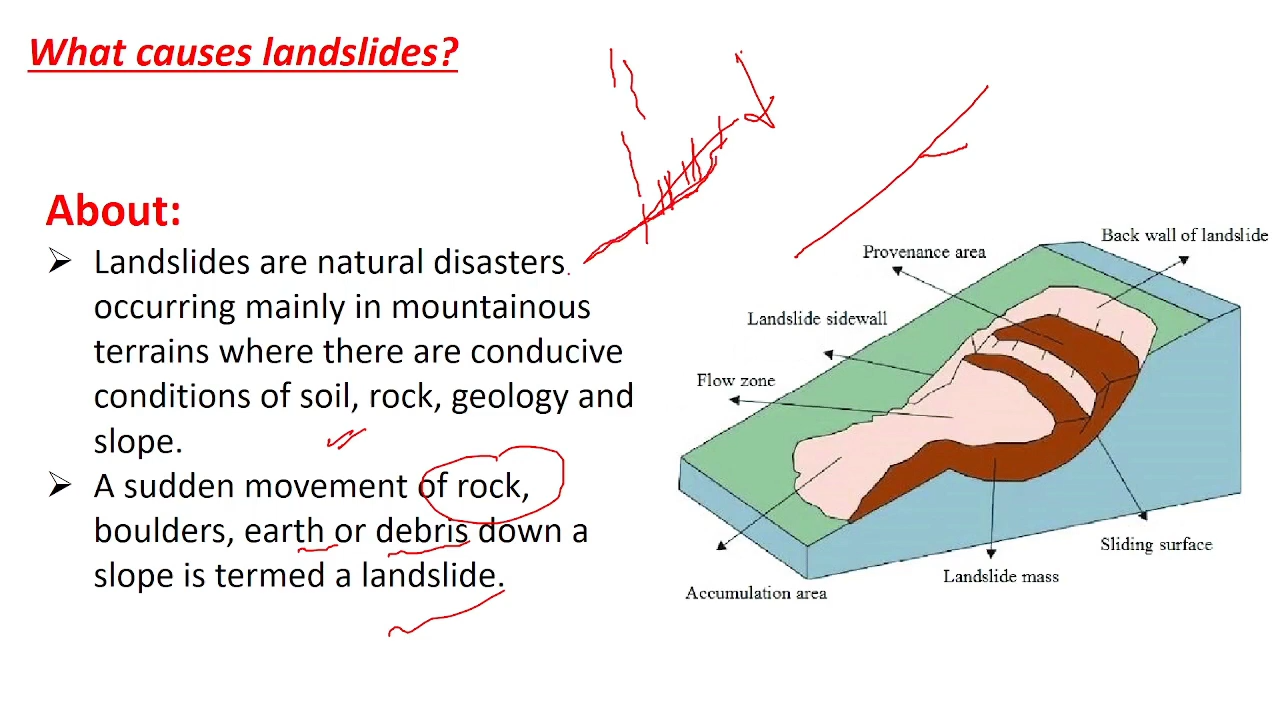 What causes landslides?
About:
➢ Landslides are natural disasters
occurring mainly in mountainous
terrains where there are conducive
conditions of soil, rock, geology and
slope.
➢ A sudden movement of rock,
boulders, earth or debris down a
slope is termed a landslide.
Back wall of landslide
Provenance area
Landslide sidewall
Flow zone
Sliding surface
Landslide mass
Accumulation area